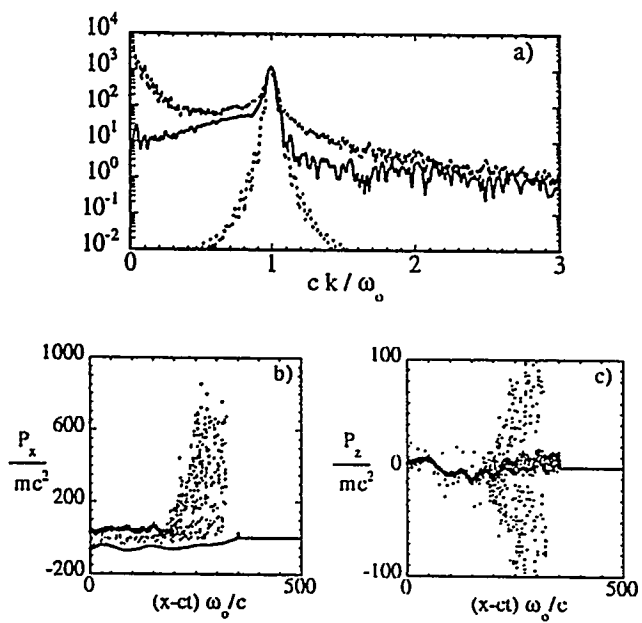 a)
10^4
10^3
10^2
10^1
10^0
10^-1
10^-2
0 1 2 3
c k / ω_o
b)
1000
600
200
-200
P_x
mc^2
0 500
(x-ct) ω_o/c
c)
100
0
-100
P_z
mc^2
0 500
(x-ct) ω_o/c